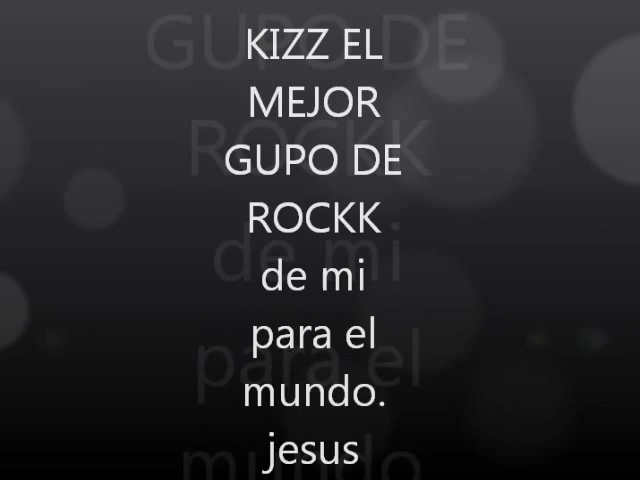 KIZZ EL
MEJOR
GUPO DE
ROCKK
de mi
para el
mundo.
jesus